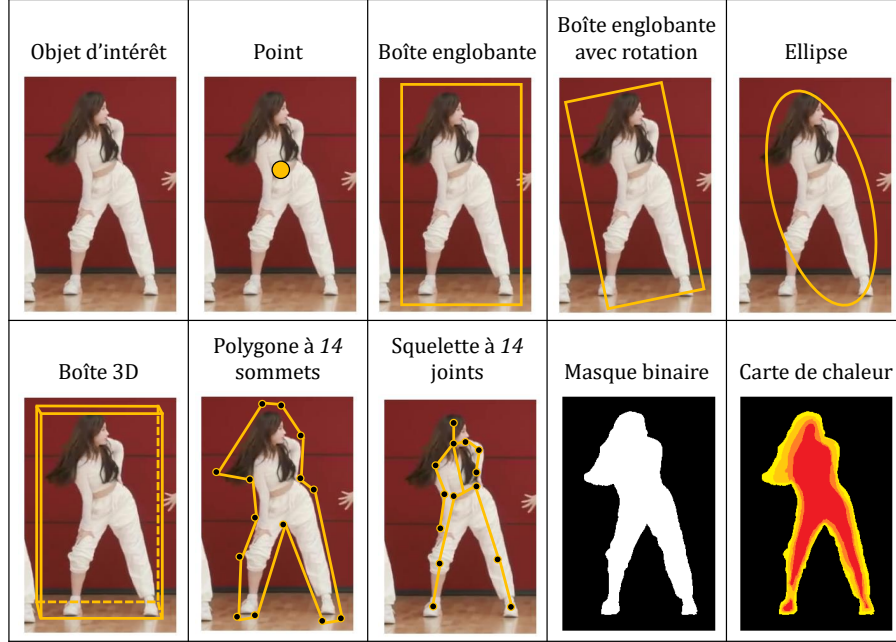 Objet d'intérêt
Point
Boîte englobante
Boîte englobante
avec rotation
Ellipse
Boîte 3D
Polygone à 14
sommets
Squelette à 14
joints
Masque binaire
Carte de chaleur